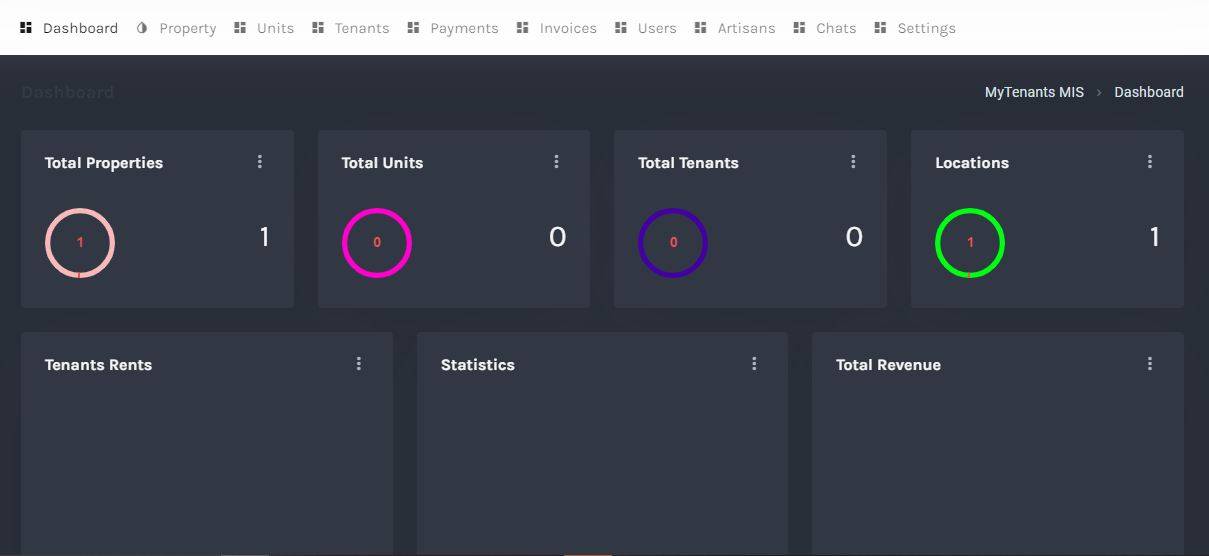 Dashboard Property Units Tenants Payments Invoices Users Artisans Chats Settings
Dashboard MyTenants MIS > Dashboard
Total Properties Total Units Total Tenants Locations
1 1 0 0 0 0 1 1
Tenants Rents Statistics Total Revenue